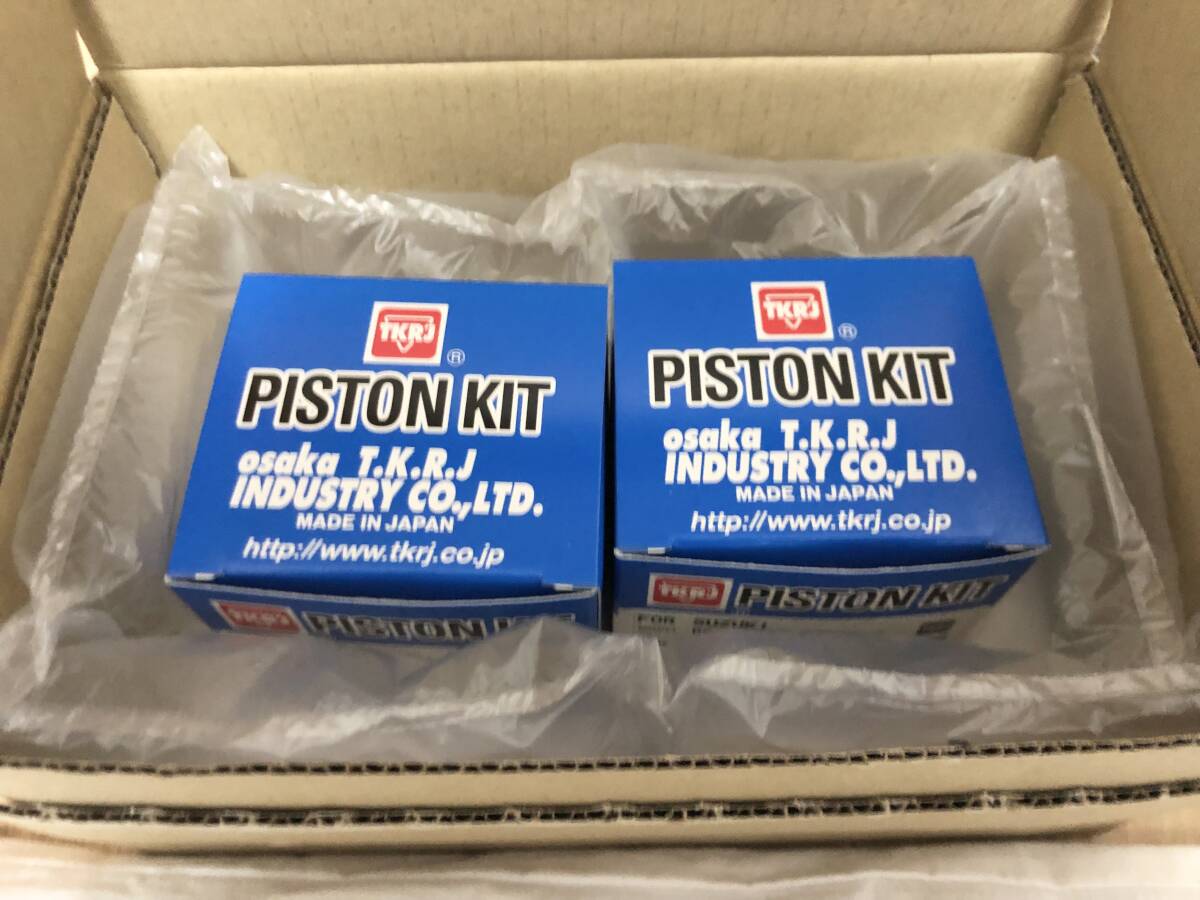 TKRJ
®
PISTON KIT
osaka T.K.R.J
INDUSTRY CO.,LTD.
MADE IN JAPAN
http://www.tkrj.co.jp
TKRJ
PISTON KIT
TKRJ
®
PISTON KIT
osaka T.K.R.J
INDUSTRY CO.,LTD.
MADE IN JAPAN
http://www.tkrj.co.jp
TKRJ
PISTON KIT
FOR SUZUKI